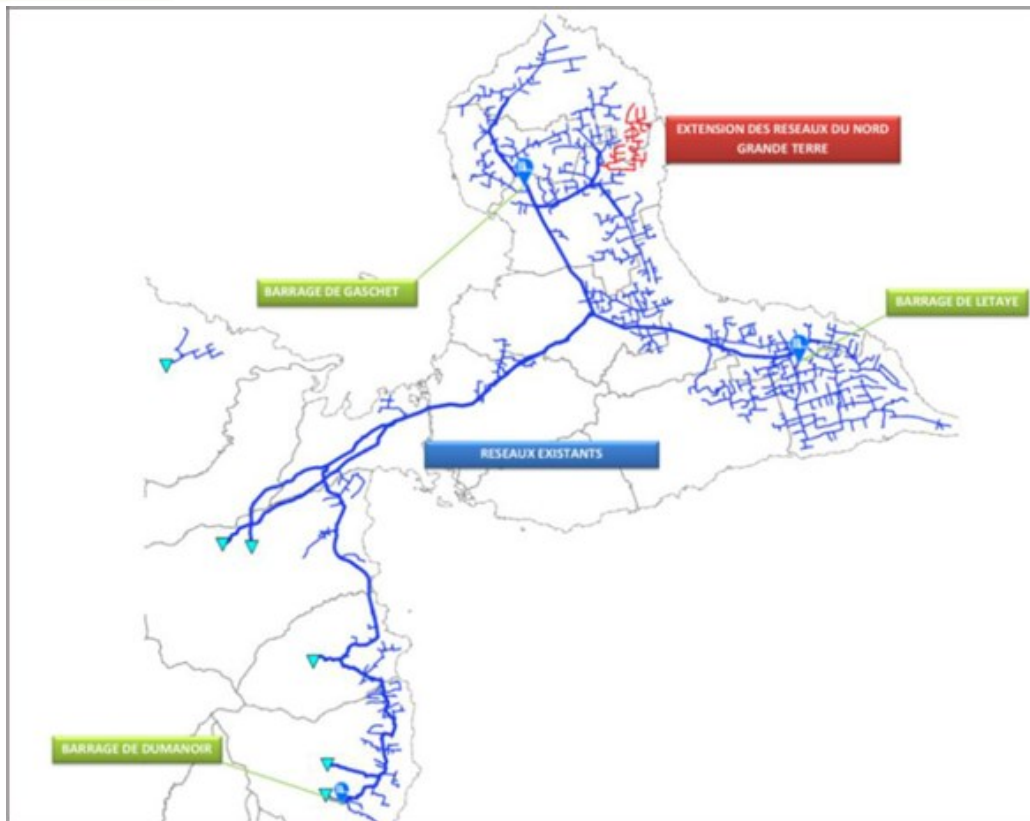 EXTENSION DES RESEAUX DU NORD
GRANDE TERRE
BARRAGE DE GASCHET
BARRAGE DE LETAYE
RESEAUX EXISTANTS
BARRAGE DE DUMANOIR